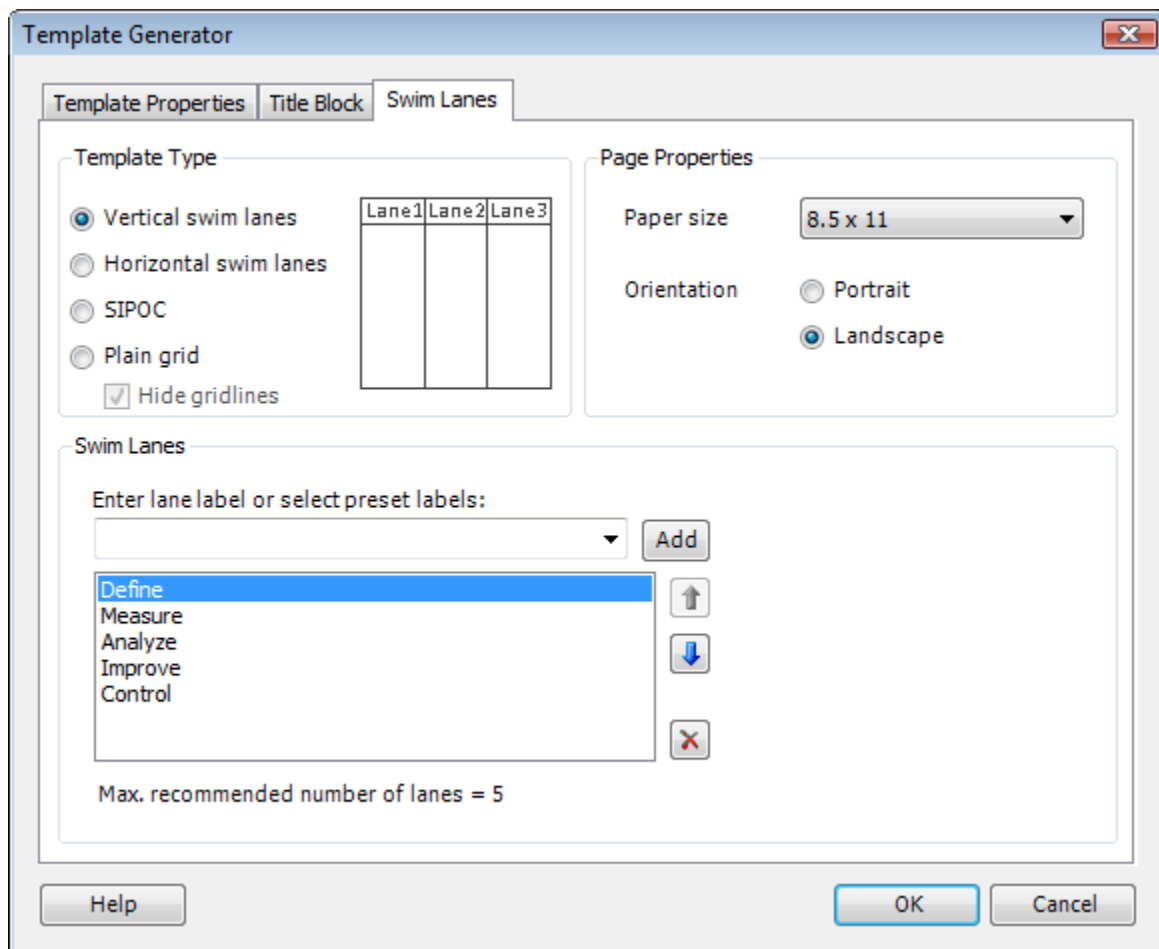 Template Generator
Template Properties
Title Block
Swim Lanes
Template Type
Vertical swim lanes
Horizontal swim lanes
SIPOC
Plain grid
Hide gridlines
Lane1 Lane2 Lane3
Page Properties
Paper size
8.5 x 11
Orientation
Portrait
Landscape
Swim Lanes
Enter lane label or select preset labels:
Add
Define
Measure
Analyze
Improve
Control
Max. recommended number of lanes = 5
Help
OK
Cancel